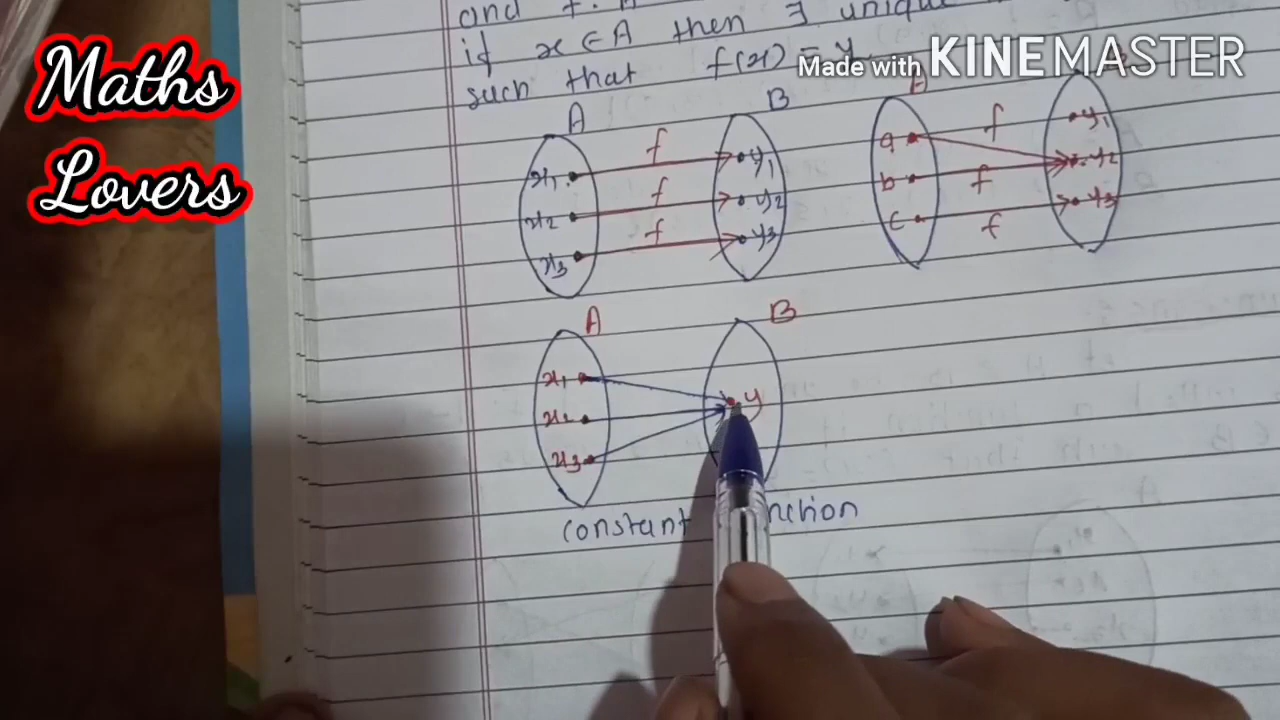 Maths
Lovers
Made with KINEMASTER
and f:
if x ∈ A then ∃ unique
such that f(x) = y
A B
x₁ f y₁
x₂ f y₂
x₃ f y₃
A
a f y₁
b f y₂
c f y₃
A B
x₁
x₂ y
x₃
constant nction